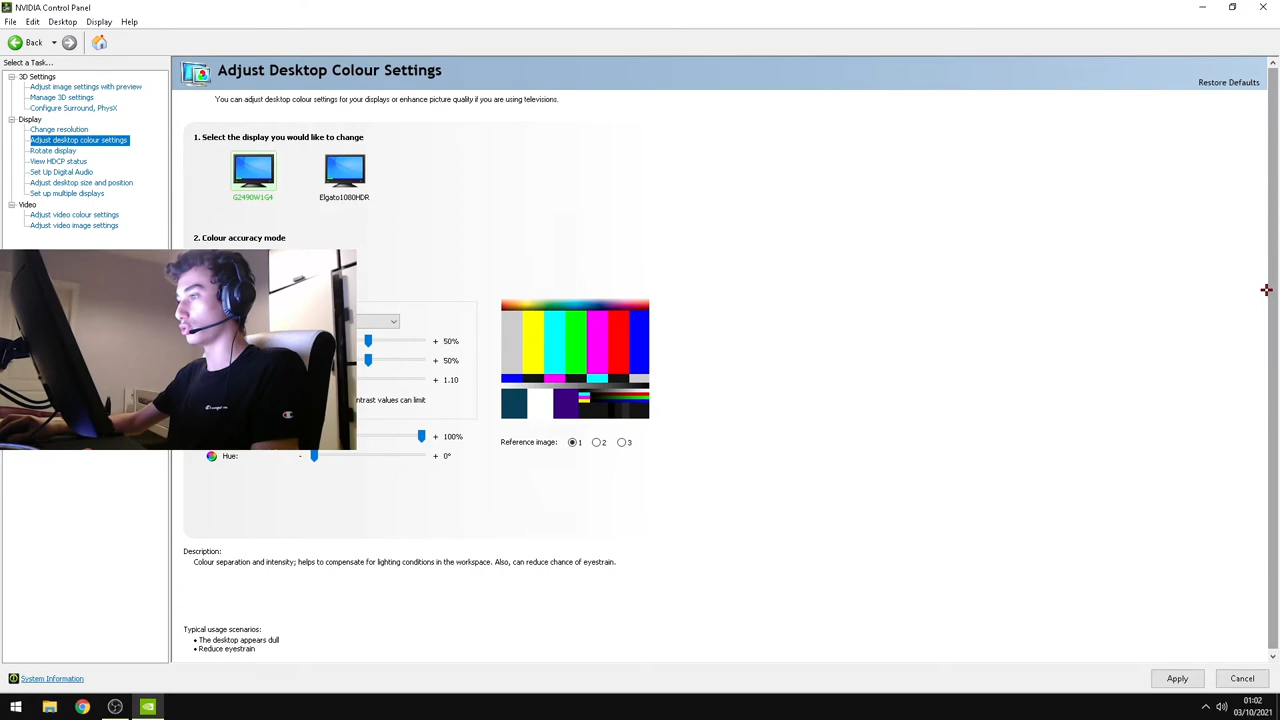 NVIDIA Control Panel
File Edit Desktop Display Help
Back
Select a Task...
3D Settings
Adjust image settings with preview
Manage 3D settings
Configure Surround, PhysX
Display
Change resolution
Adjust desktop colour settings
Rotate display
View HDCP status
Set Up Digital Audio
Adjust desktop size and position
Set up multiple displays
Video
Adjust video colour settings
Adjust video image settings
Adjust Desktop Colour Settings
Restore Defaults
You can adjust desktop colour settings for your displays or enhance picture quality if you are using televisions.
1. Select the display you would like to change
G2490W1G4 Elgato1080HDR
2. Colour accuracy mode
+ 50%
+ 50%
+ 1.10
ntrast values can limit
+ 100%
Hue: - + 0°
Reference image: 1 2 3
Description:
Colour separation and intensity; helps to compensate for lighting conditions in the workspace. Also, can reduce chance of eyestrain.
Typical usage scenarios:
• The desktop appears dull
• Reduce eyestrain
System Information
Apply Cancel
01:02
03/10/2021